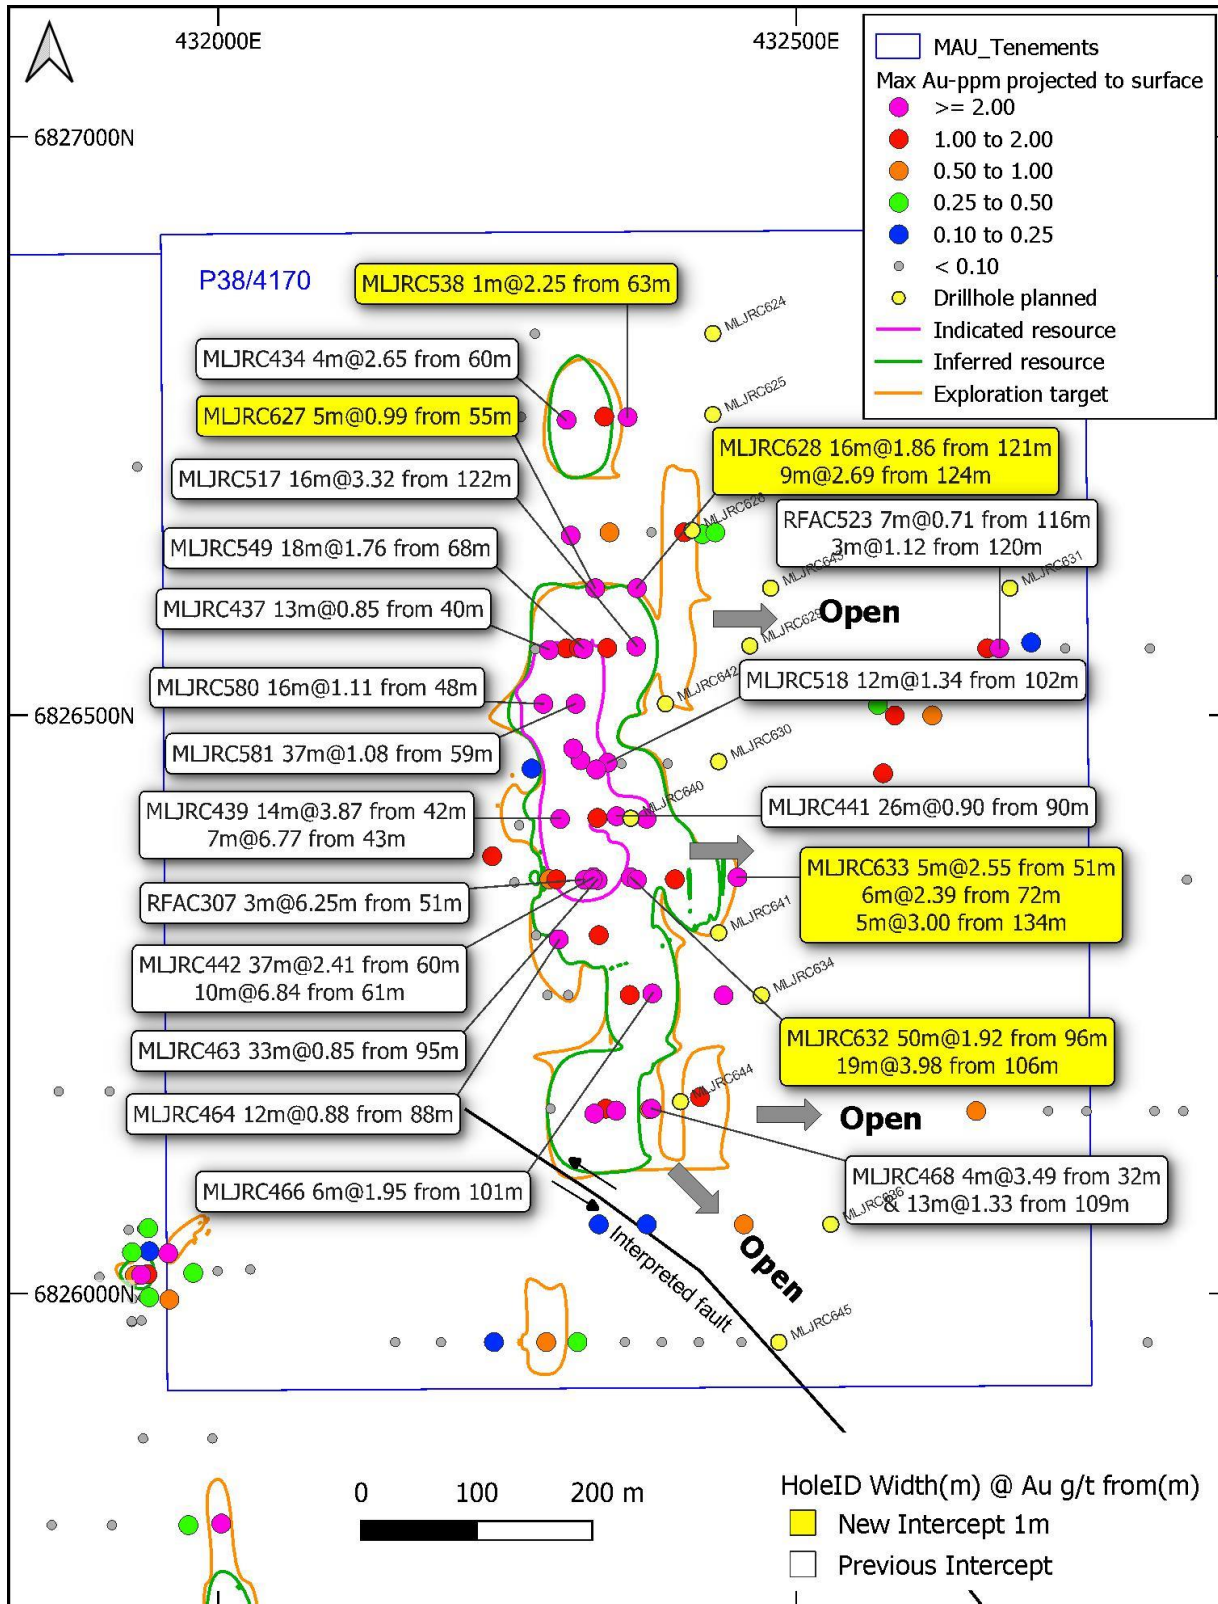 432000E
432500E
MAU_Tenements
Max Au-ppm projected to surface
>= 2.00
1.00 to 2.00
0.50 to 1.00
0.25 to 0.50
0.10 to 0.25
< 0.10
Drillhole planned
Indicated resource
Inferred resource
Exploration target
6827000N
P38/4170
MLJRC538 1m@2.25 from 63m
MLJRC624
MLJRC434 4m@2.65 from 60m
MLJRC625
MLJRC627 5m@0.99 from 55m
MLJRC628 16m@1.86 from 121m
9m@2.69 from 124m
MLJRC517 16m@3.32 from 122m
MLJRC626
RFAC523 7m@0.71 from 116m
3m@1.12 from 120m
MLJRC549 18m@1.76 from 68m
MLJRC643
MLJRC631
MLJRC437 13m@0.85 from 40m
Open
MLJRC629
MLJRC580 16m@1.11 from 48m
MLJRC642
MLJRC518 12m@1.34 from 102m
6826500N
MLJRC581 37m@1.08 from 59m
MLJRC630
MLJRC439 14m@3.87 from 42m
7m@6.77 from 43m
MLJRC640
MLJRC441 26m@0.90 from 90m
MLJRC633 5m@2.55 from 51m
6m@2.39 from 72m
5m@3.00 from 134m
RFAC307 3m@6.25m from 51m
MLJRC641
MLJRC442 37m@2.41 from 60m
10m@6.84 from 61m
MLJRC634
MLJRC463 33m@0.85 from 95m
MLJRC632 50m@1.92 from 96m
19m@3.98 from 106m
MLJRC644
MLJRC464 12m@0.88 from 88m
Open
MLJRC466 6m@1.95 from 101m
MLJRC468 4m@3.49 from 32m
& 13m@1.33 from 109m
MLJRC636
Open
Interpreted fault
6826000N
MLJRC645
0 100 200 m
HoleID Width(m) @ Au g/t from(m)
New Intercept 1m
Previous Intercept